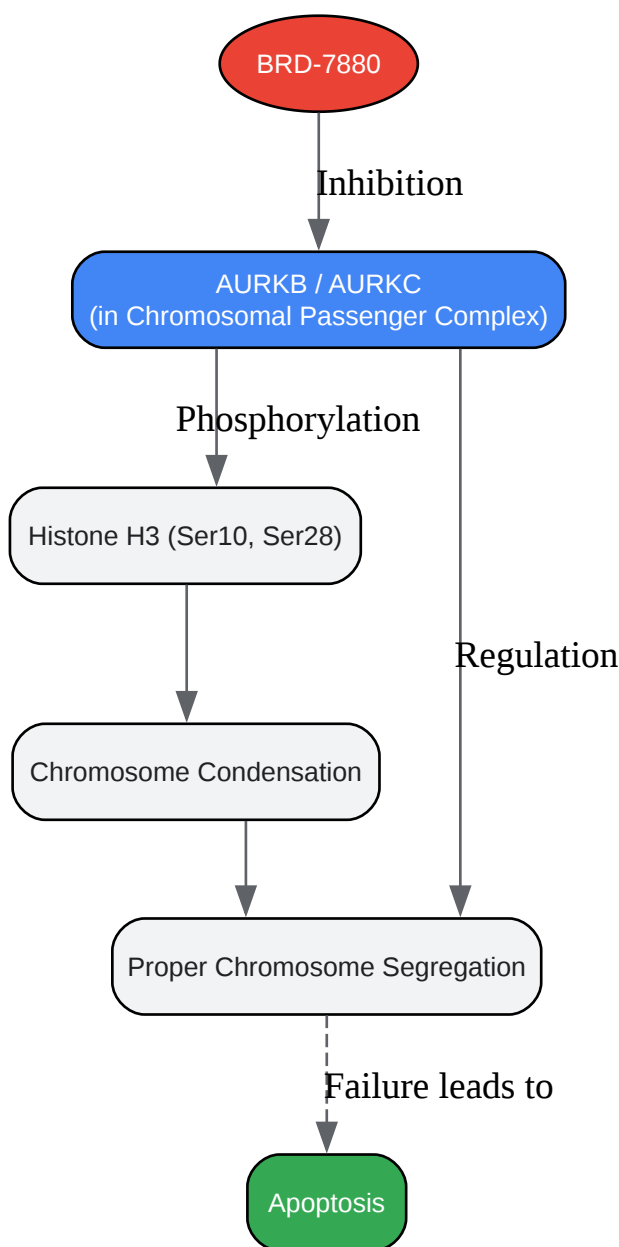 BRD-7880
Inhibition
AURKB / AURKC
(in Chromosomal Passenger Complex)
Phosphorylation
Histone H3 (Ser10, Ser28)
Regulation
Chromosome Condensation
Proper Chromosome Segregation
Failure leads to
Apoptosis